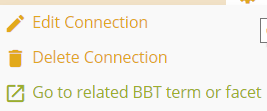 Edit Connection
Delete Connection
Go to related BBT term or facet